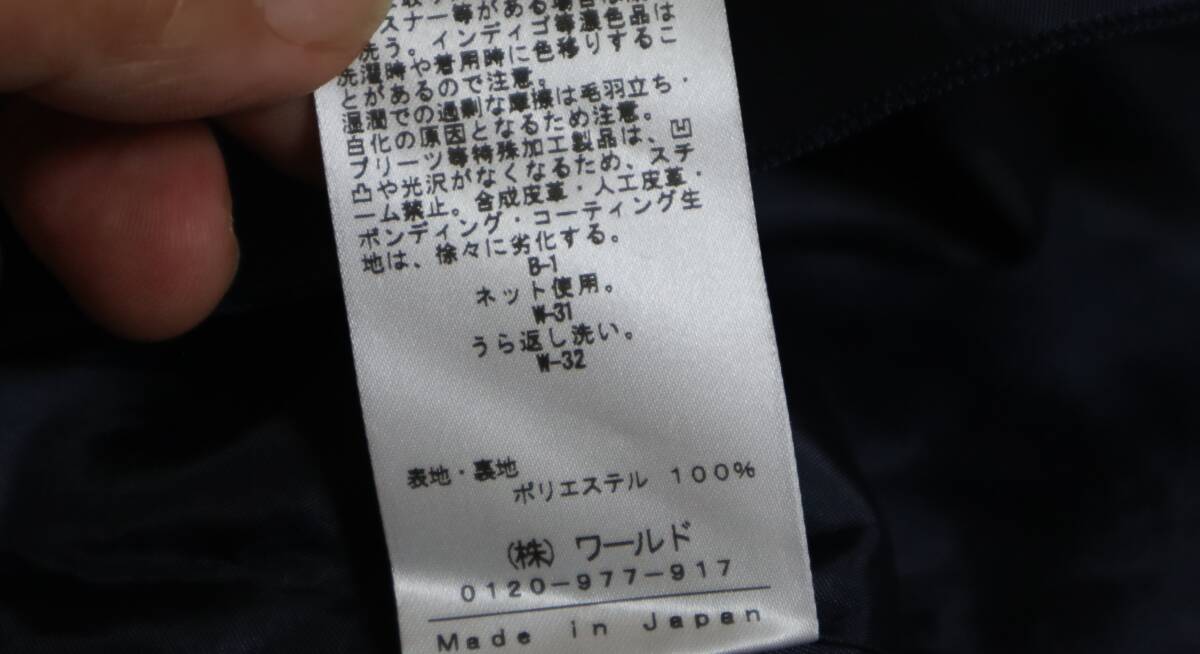 スナー等がある場合は
洗う。インディゴ等濃色品は
洗濯時や着用時に色移りするこ
とがあるので注意。
湿潤での過剰な摩擦は毛羽立ち・
白化の原因となるため注意。
プリーツ等特殊加工製品は、凹
凸や光沢がなくなるため、スチ
ーム禁止。合成皮革・人工皮革・
ボンディング・コーティング生
地は、徐々に劣化する。
B-1
ネット使用。
W-31
うら返し洗い。
W-32
表地・裏地
ポリエステル 100%
(株) ワールド
0120-977-917
Made in Japan